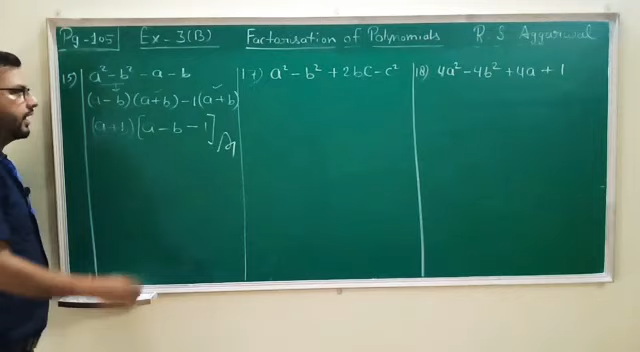 Pg-105 Ex-3(B) Factorisation of Polynomials R.S Aggarwal
15) a² - b² - a - b
(a - b)(a + b) - 1(a + b)
(a + b)[a - b - 1]
17) a² - b² + 2bc - c²
18) 4a² - 4b² + 4a + 1